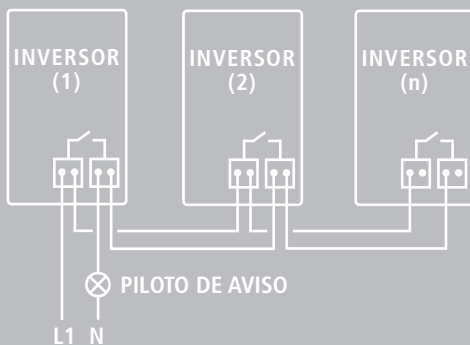 INVERSOR
(1)
INVERSOR
(2)
INVERSOR
(n)
PILOTO DE AVISO
L1 N